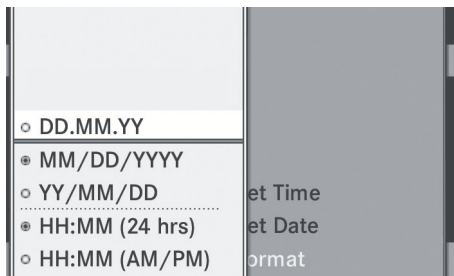 DD.MM.YY
MM/DD/YYYY
YY/MM/DD
HH:MM (24 hrs)
HH:MM (AM/PM)
et Time
et Date
ormat